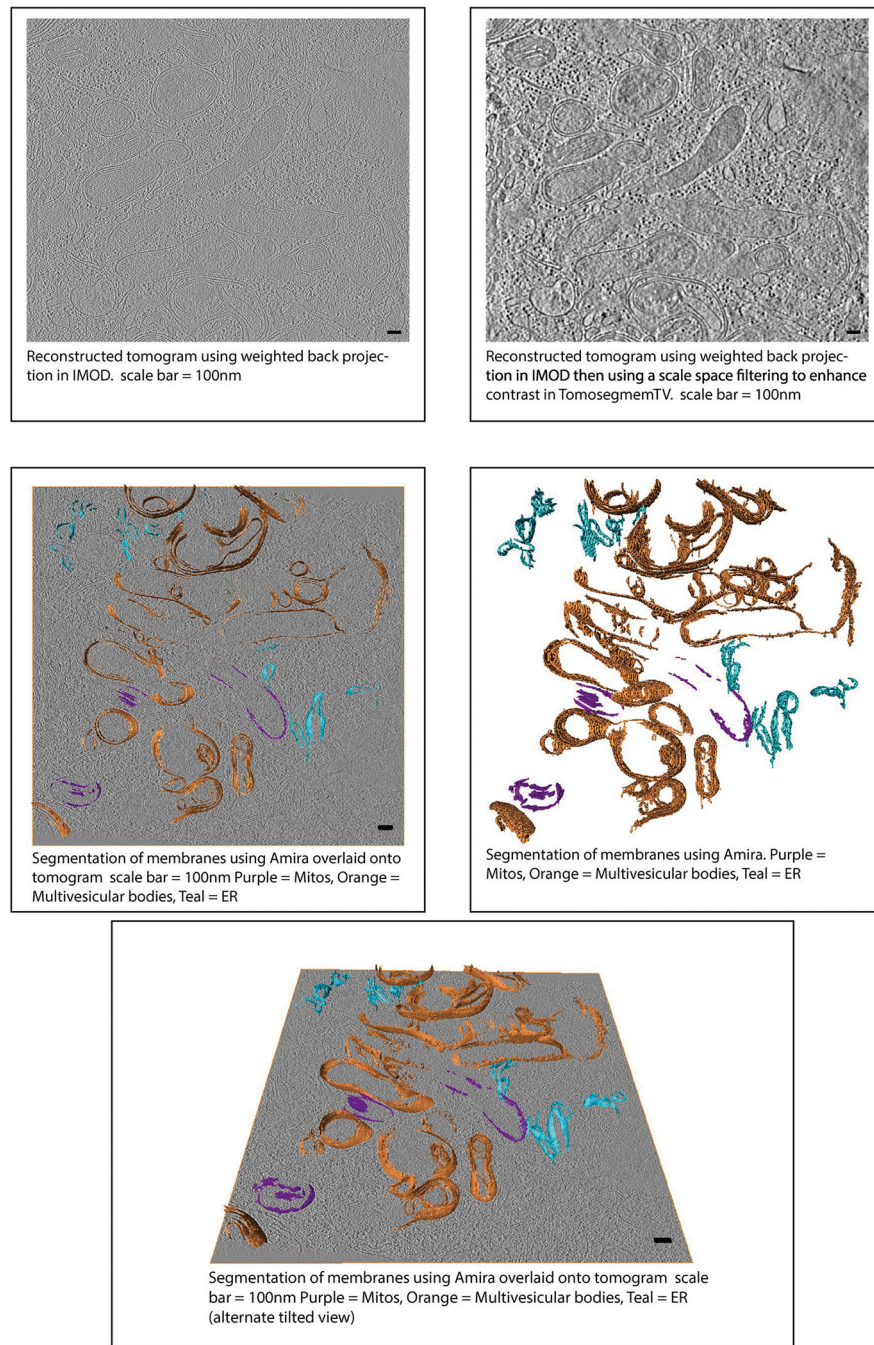 Reconstructed tomogram using weighted back projec-
tion in IMOD.  scale bar = 100nm
Reconstructed tomogram using weighted back projec-
tion in IMOD then using a scale space filtering to enhance
contrast in TomosegmemTV.  scale bar = 100nm
Segmentation of membranes using Amira overlaid onto
tomogram  scale bar = 100nm Purple = Mitos, Orange =
Multivesicular bodies, Teal = ER
Segmentation of membranes using Amira. Purple =
Mitos, Orange = Multivesicular bodies, Teal = ER
Segmentation of membranes using Amira overlaid onto tomogram  scale
bar = 100nm Purple = Mitos, Orange = Multivesicular bodies, Teal = ER
(alternate tilted view)